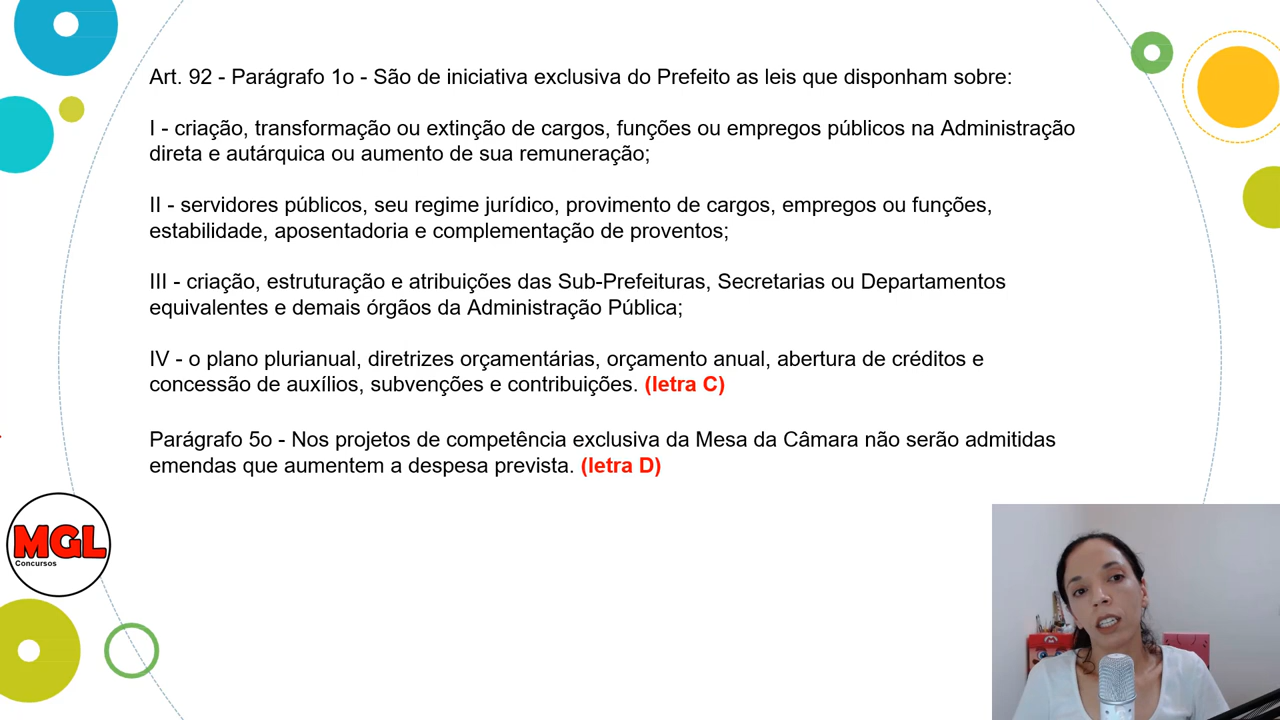 Art. 92 - Parágrafo 1o - São de iniciativa exclusiva do Prefeito as leis que disponham sobre:
I - criação, transformação ou extinção de cargos, funções ou empregos públicos na Administração
direta e autárquica ou aumento de sua remuneração;
II - servidores públicos, seu regime jurídico, provimento de cargos, empregos ou funções,
estabilidade, aposentadoria e complementação de proventos;
III - criação, estruturação e atribuições das Sub-Prefeituras, Secretarias ou Departamentos
equivalentes e demais órgãos da Administração Pública;
IV - o plano plurianual, diretrizes orçamentárias, orçamento anual, abertura de créditos e
concessão de auxílios, subvenções e contribuições. (letra C)
Parágrafo 5o - Nos projetos de competência exclusiva da Mesa da Câmara não serão admitidas
emendas que aumentem a despesa prevista. (letra D)
MGL
Concursos